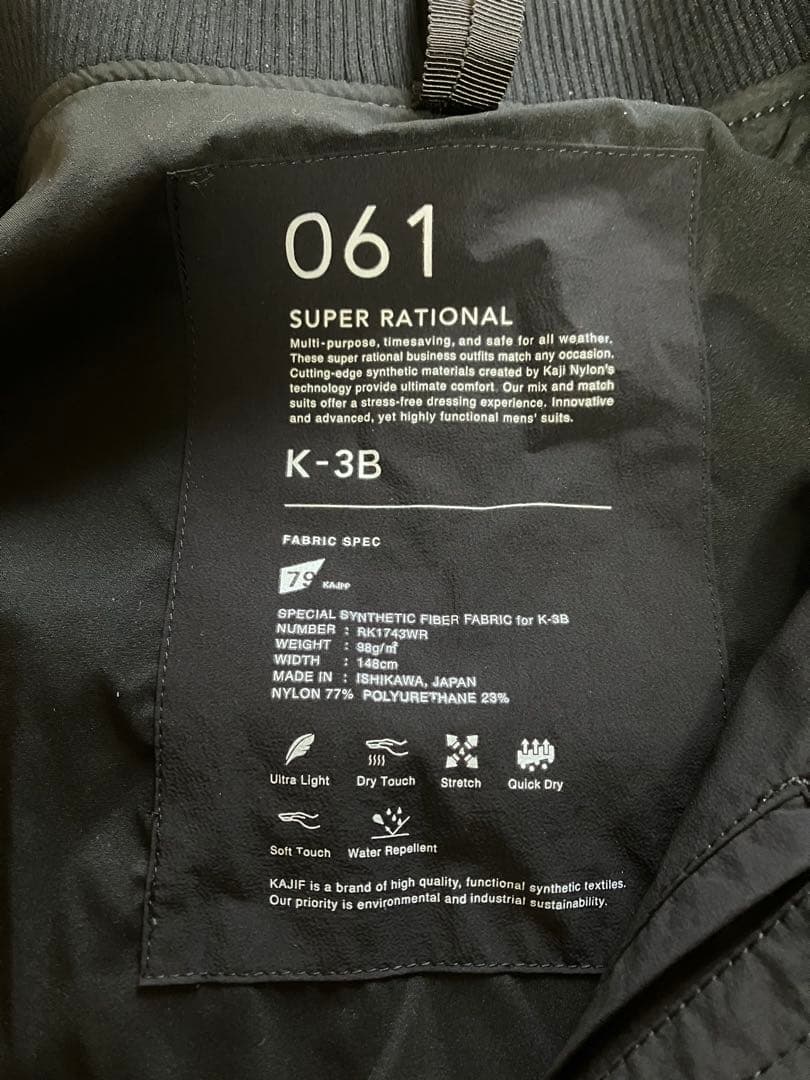 061
SUPER RATIONAL
Multi-purpose, timesaving, and safe for all weather.
These super rational business outfits match any occasion.
Cutting-edge synthetic materials created by Kaji Nylon's
technology provide ultimate comfort. Our mix and match
suits offer a stress-free dressing experience. Innovative
and advanced, yet highly functional mens' suits.
K-3B
FABRIC SPEC
79 KAJIF
SPECIAL SYNTHETIC FIBER FABRIC for K-3B
NUMBER : RK1743WR
WEIGHT : 98g/㎡
WIDTH : 148cm
MADE IN : ISHIKAWA, JAPAN
NYLON 77% POLYURETHANE 23%
Ultra Light Dry Touch Stretch Quick Dry
Soft Touch Water Repellent
KAJIF is a brand of high quality, functional synthetic textiles.
Our priority is environmental and industrial sustainability.